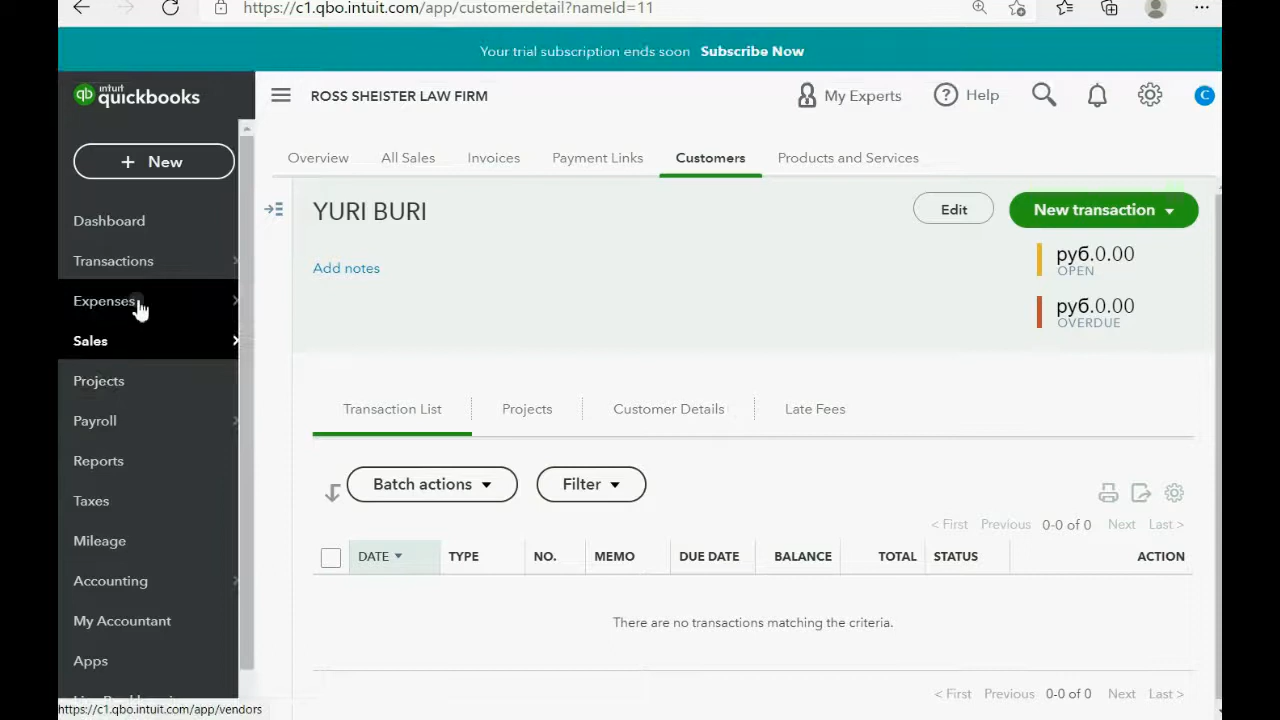 https://c1.qbo.intuit.com/app/customerdetail?nameId=11
Your trial subscription ends soon Subscribe Now
qb intuit quickbooks
ROSS SHEISTER LAW FIRM
My Experts
Help
C
+ New
Overview
All Sales
Invoices
Payment Links
Customers
Products and Services
Dashboard
Transactions
Expenses
Sales
Projects
Payroll
Reports
Taxes
Mileage
Accounting
My Accountant
Apps
YURI BURI
Edit
New transaction
Add notes
руб.0.00
OPEN
руб.0.00
OVERDUE
Transaction List
Projects
Customer Details
Late Fees
Batch actions
Filter
< First Previous 0-0 of 0 Next Last >
DATE TYPE NO. MEMO DUE DATE BALANCE TOTAL STATUS ACTION
There are no transactions matching the criteria.
< First Previous 0-0 of 0 Next Last >
https://c1.qbo.intuit.com/app/vendors